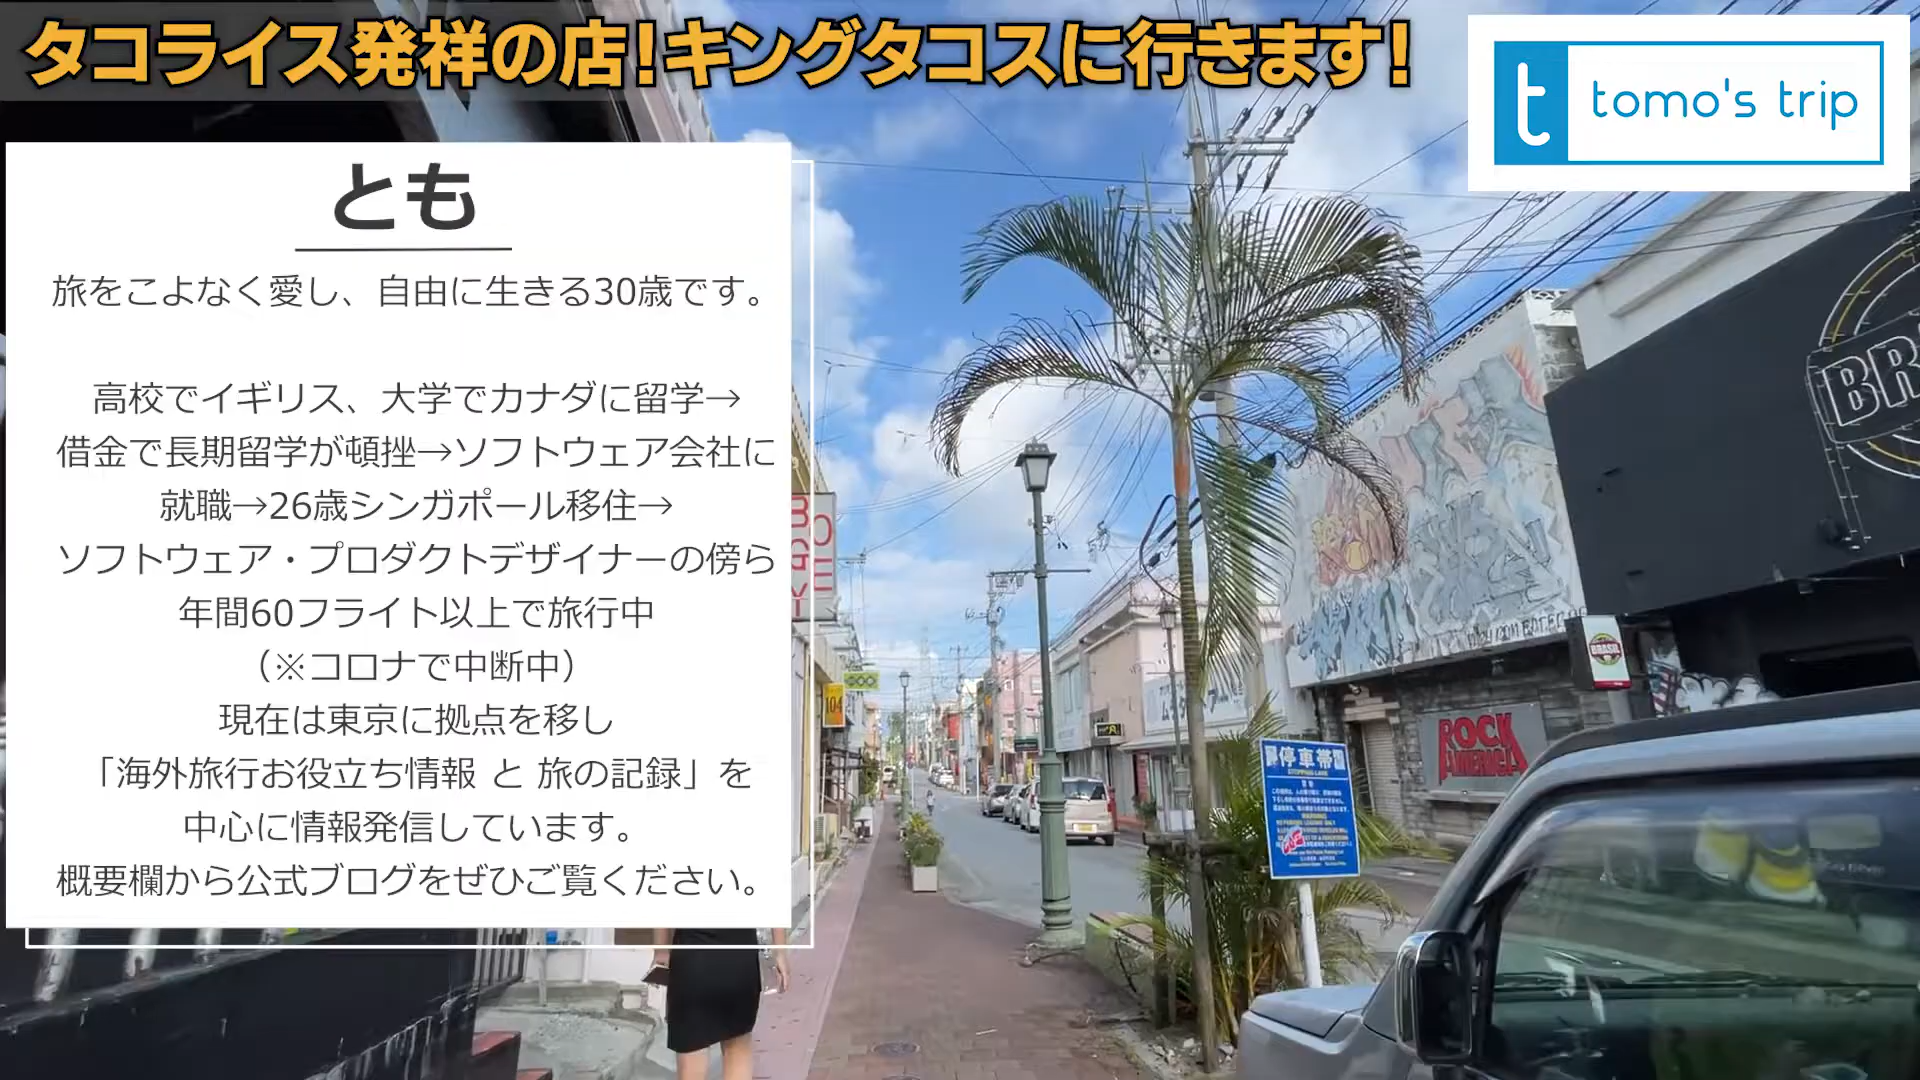 タコライス発祥の店！キングタコスに行きます！
t tomo's trip
とも
旅をこよなく愛し、自由に生きる30歳です。
高校でイギリス、大学でカナダに留学→
借金で長期留学が頓挫→ソフトウェア会社に
就職→26歳シンガポール移住→
ソフトウェア・プロダクトデザイナーの傍ら
年間60フライト以上で旅行中
（※コロナで中断中）
現在は東京に拠点を移し
「海外旅行お役立ち情報 と 旅の記録」を
中心に情報発信しています。
概要欄から公式ブログをぜひご覧ください。
104
停車帯
BRASIL
ROCK
AMERICA